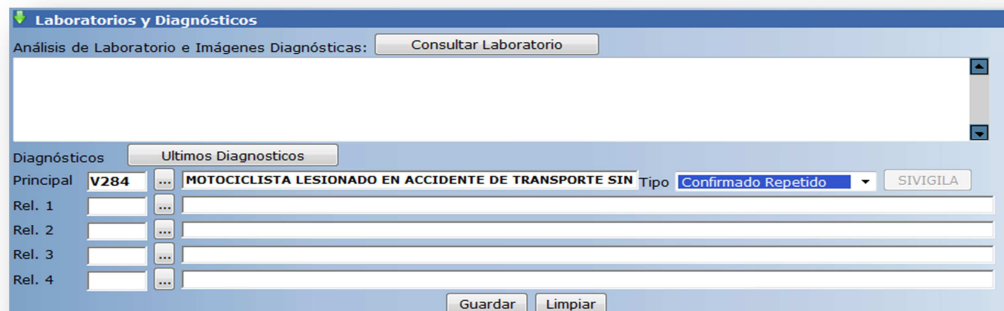 Laboratorios y Diagnósticos
Análisis de Laboratorio e Imágenes Diagnósticas: Consultar Laboratorio
Diagnósticos Ultimos Diagnosticos
Principal V284 ... MOTOCICLISTA LESIONADO EN ACCIDENTE DE TRANSPORTE SIN Tipo Confirmado Repetido SIVIGILA
Rel. 1 ...
Rel. 2 ...
Rel. 3 ...
Rel. 4 ...
Guardar Limpiar